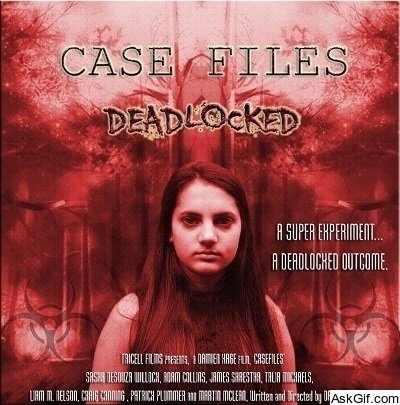 CASE FILES
DEADLOCKED
A SUPER EXPERIMENT...
A DEADLOCKED OUTCOME.
TRICELL FILMS PRESENTS, A DAMIEN KAGE FILM, 'CASEFILES'
SASHA DESOUZA WILLOCK, ADAM COLLINS, JAMES SHRESTHA, TALIA MICHAELS,
LIAM M. NELSON, CRAIG CANNING, PATRICK PLUMMER AND MARTIN MCLEAN, Written and Directed by
AskGif.com